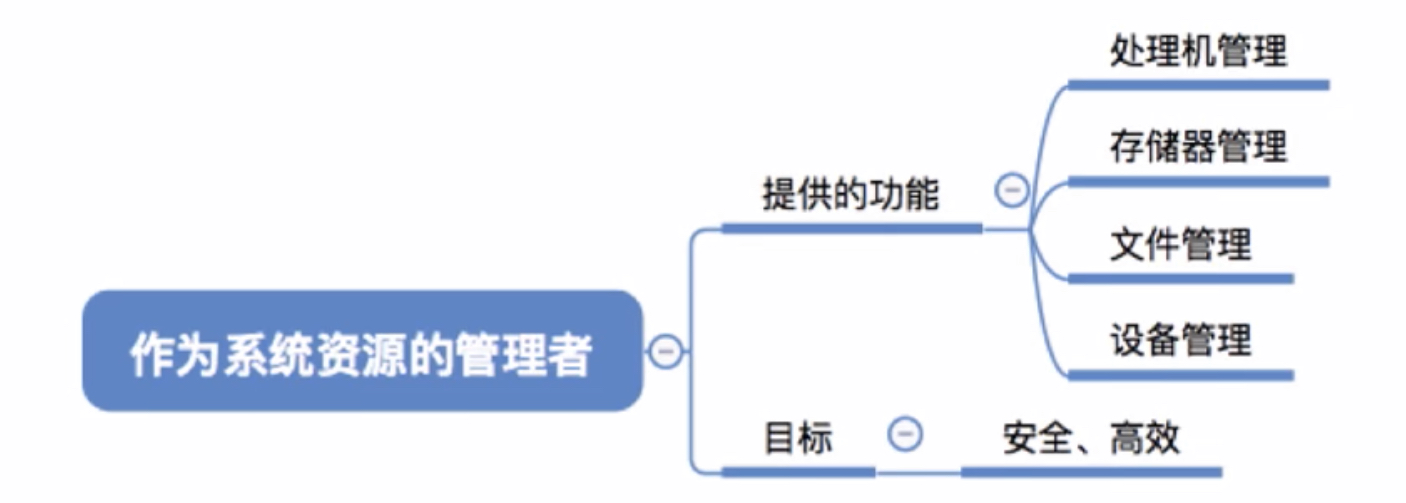 作为系统资源的管理者
提供的功能
处理机管理
存储器管理
文件管理
设备管理
目标
安全、高效